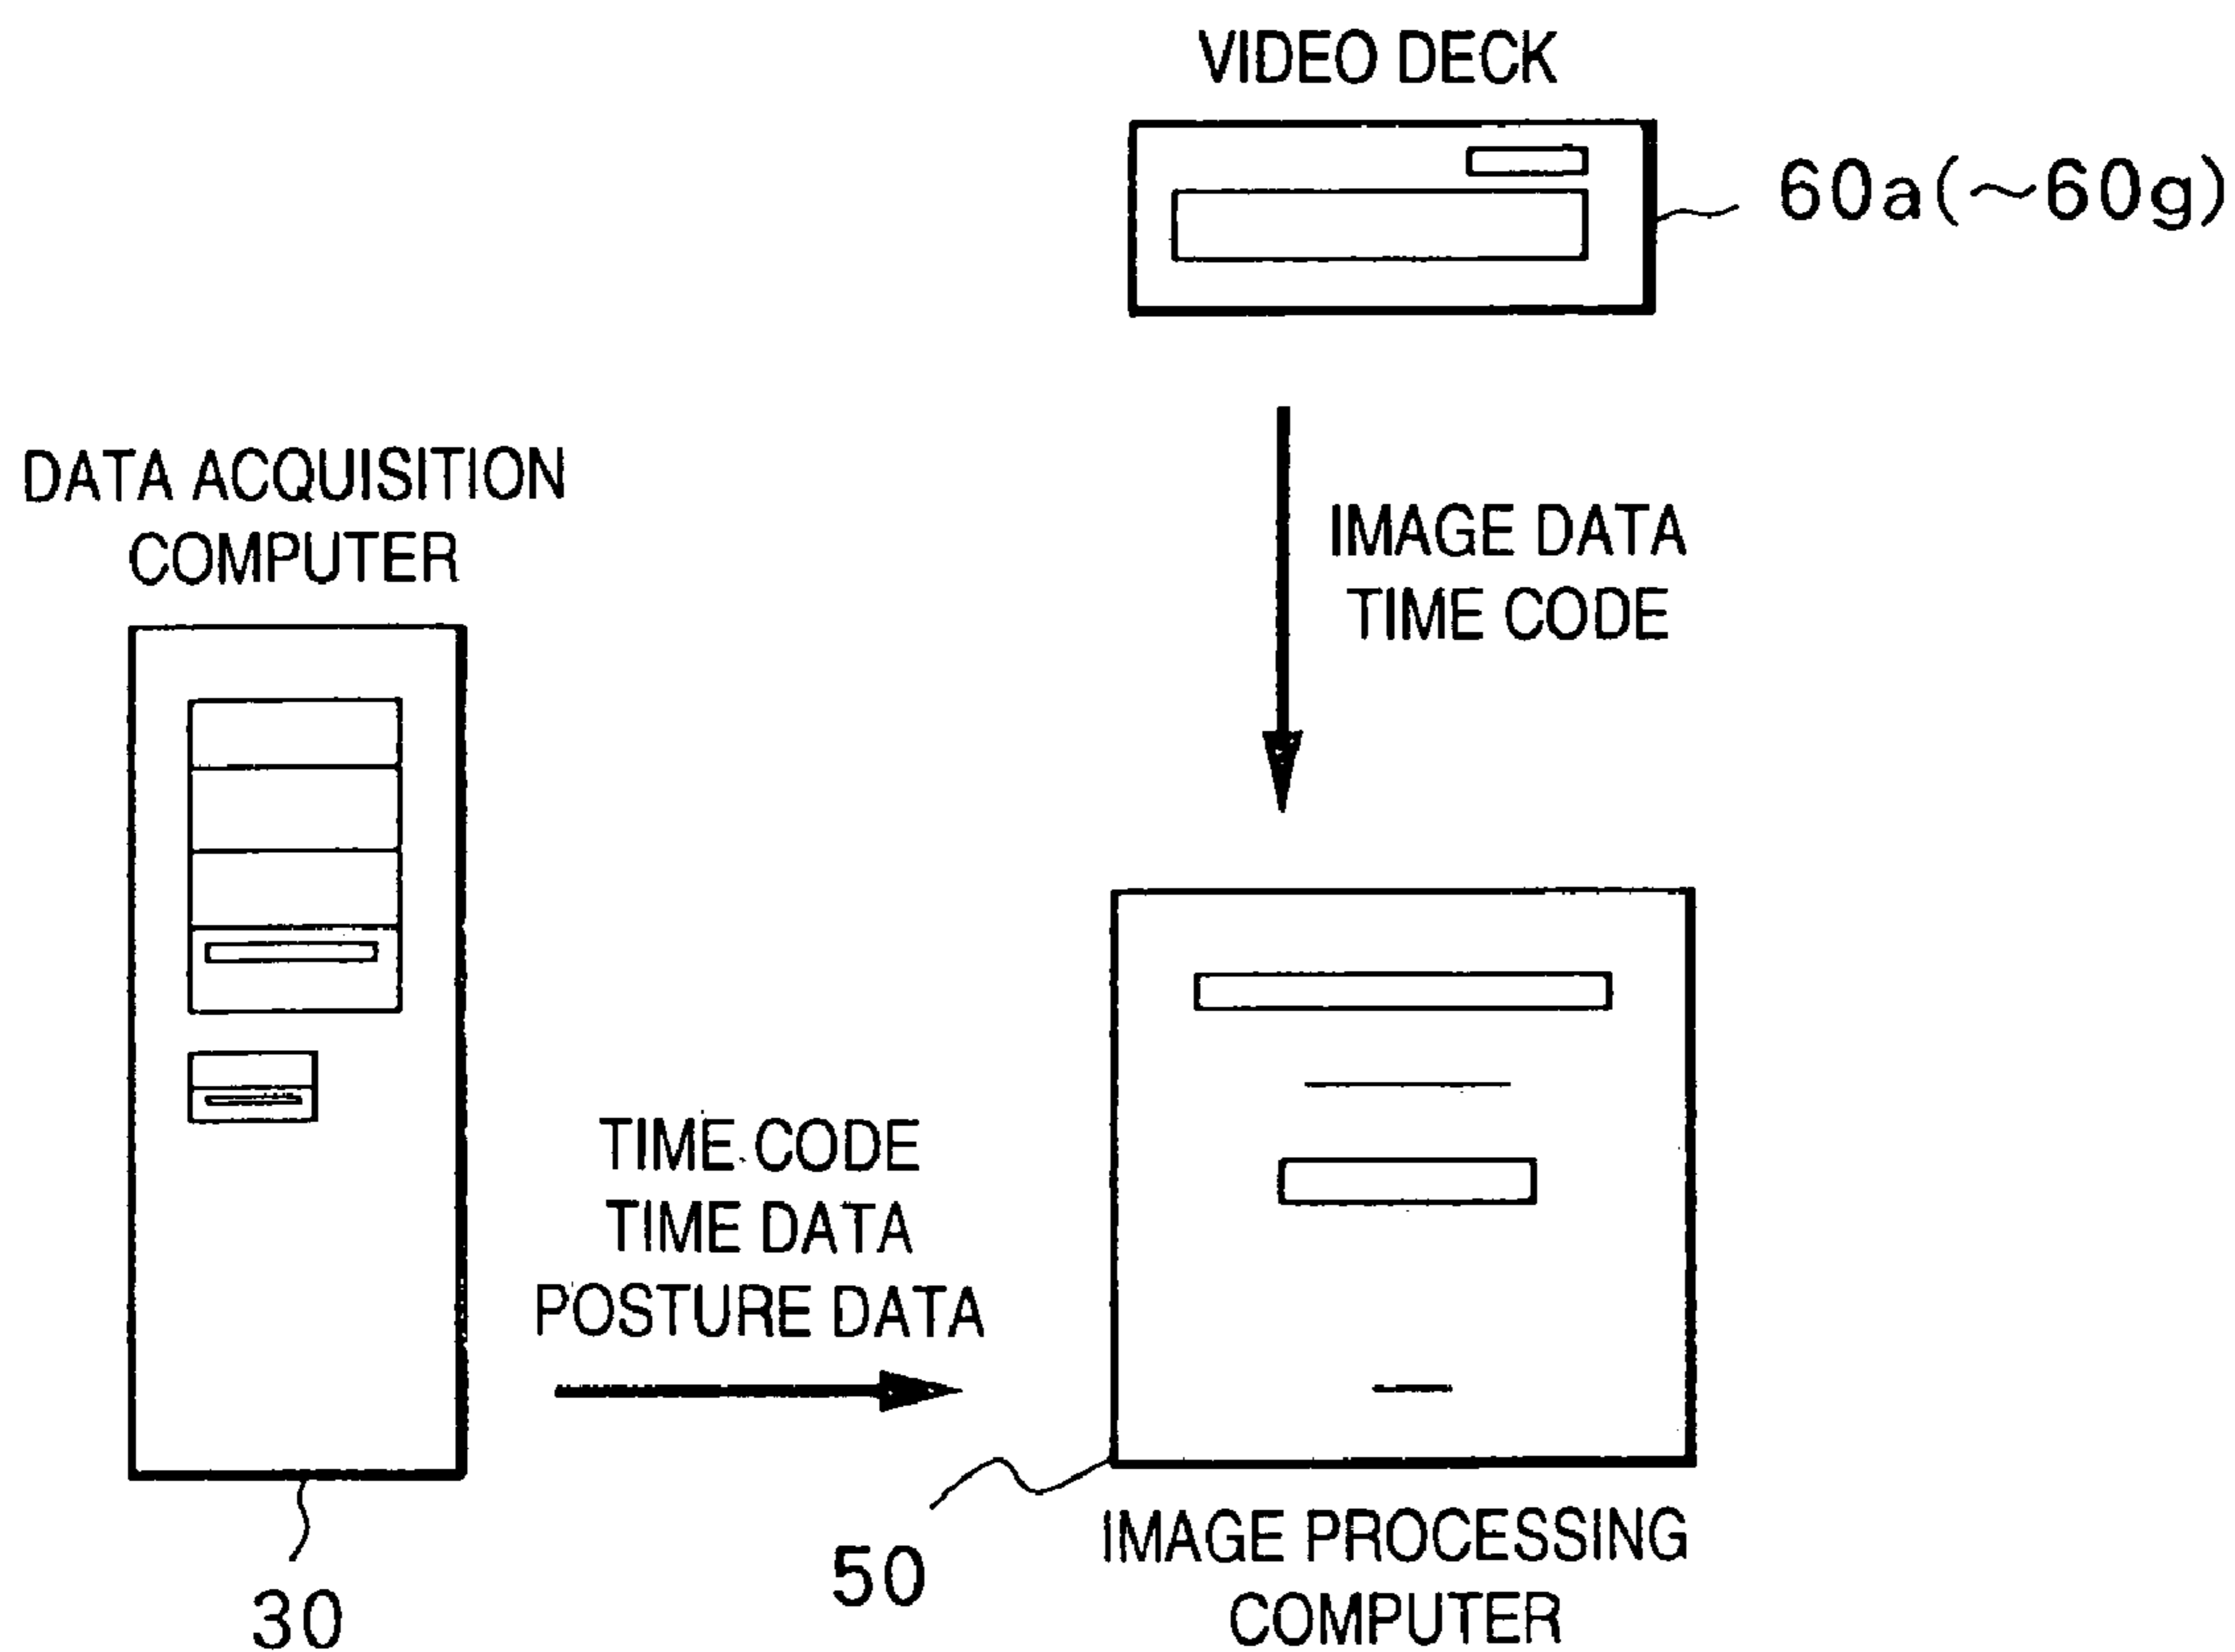 VIDEO DECK
60a(~60g)
DATA ACQUISITION
COMPUTER
IMAGE DATA
TIME CODE
TIME CODE
TIME DATA
POSTURE DATA
30
50
IMAGE PROCESSING
COMPUTER